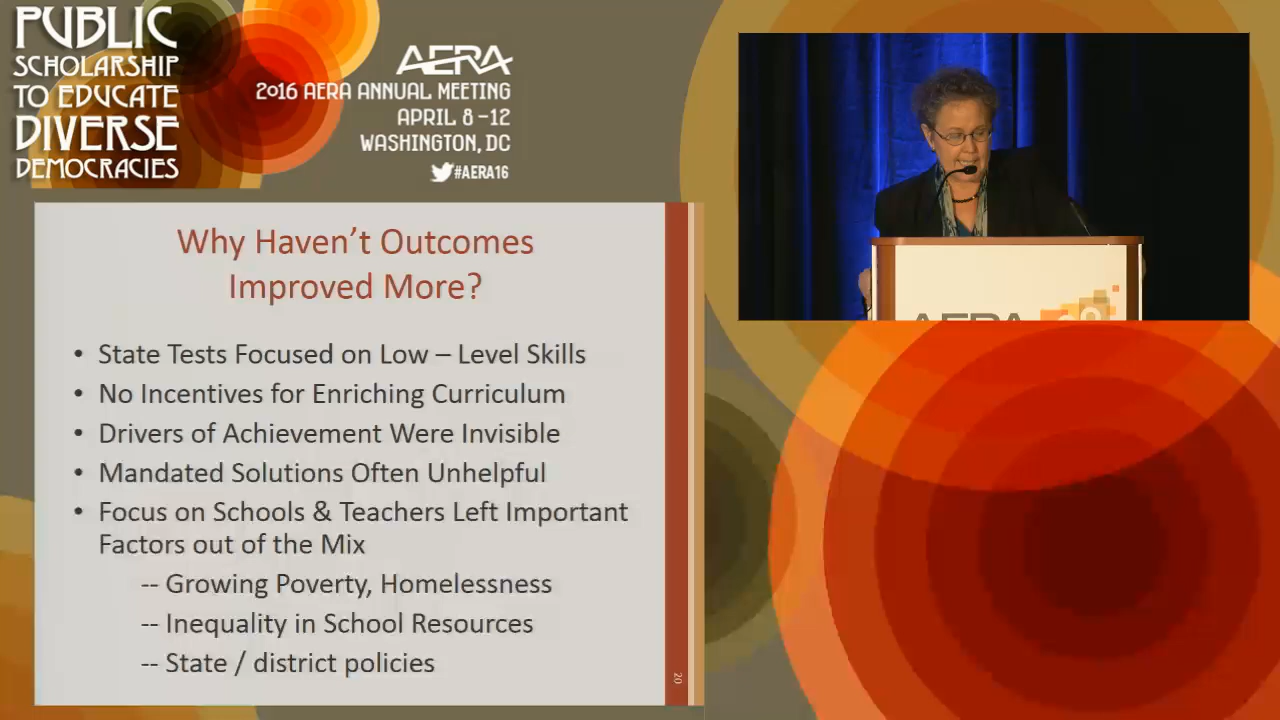 PUBLIC
SCHOLARSHIP
TO EDUCATE
DIVERSE
DEMOCRACIES
AERA
2016 AERA ANNUAL MEETING
APRIL 8 –12
WASHINGTON, DC
#AERA16
Why Haven’t Outcomes
Improved More?
• State Tests Focused on Low – Level Skills
• No Incentives for Enriching Curriculum
• Drivers of Achievement Were Invisible
• Mandated Solutions Often Unhelpful
• Focus on Schools & Teachers Left Important
Factors out of the Mix
-- Growing Poverty, Homelessness
-- Inequality in School Resources
-- State / district policies
20
AERA